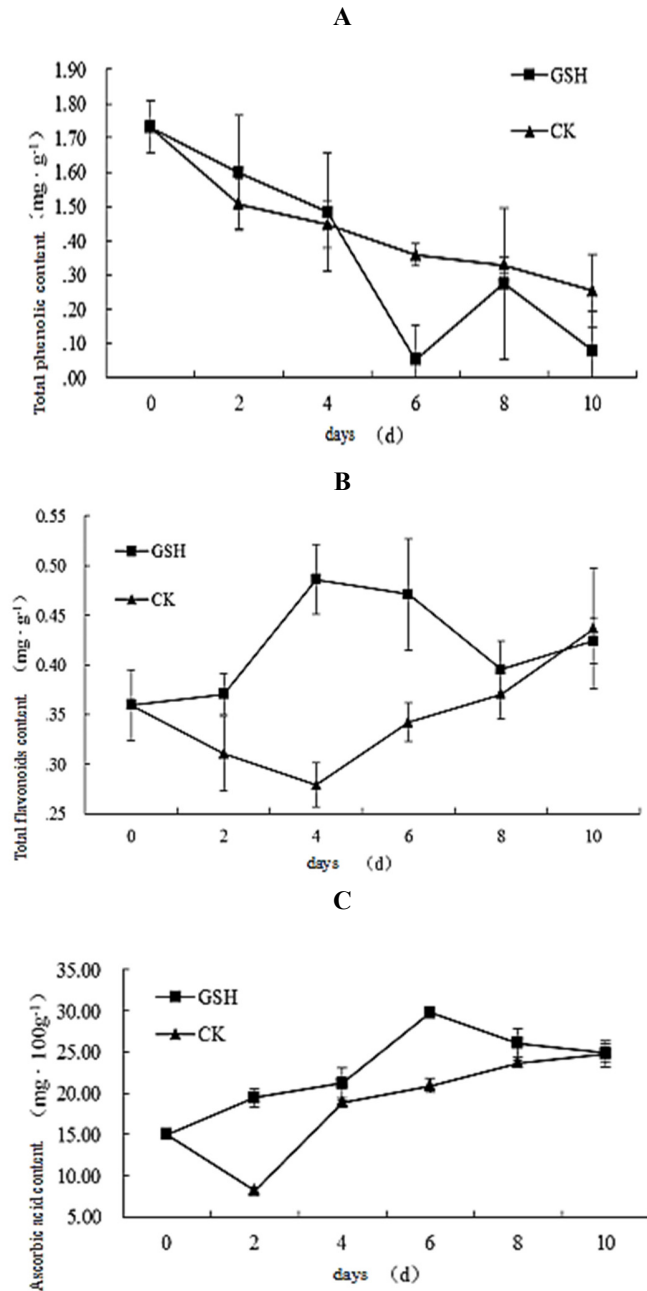 A
Total phenolic content （mg · g⁻¹）
1.90
1.80
1.70
1.60
1.50
.40
.30
.20
.10
.00
GSH
CK
0 2 4 6 8 10
days （d）
B
Total flavonoids content （mg · g⁻¹）
0.55
0.50
0.45
0.40
0.35
.30
.25
GSH
CK
0 2 4 6 8 10
days （d）
C
Ascorbic acid content （mg · 100g⁻¹）
35.00
30.00
25.00
20.00
15.00
10.00
5.00
GSH
CK
0 2 4 6 8 10
days （d）